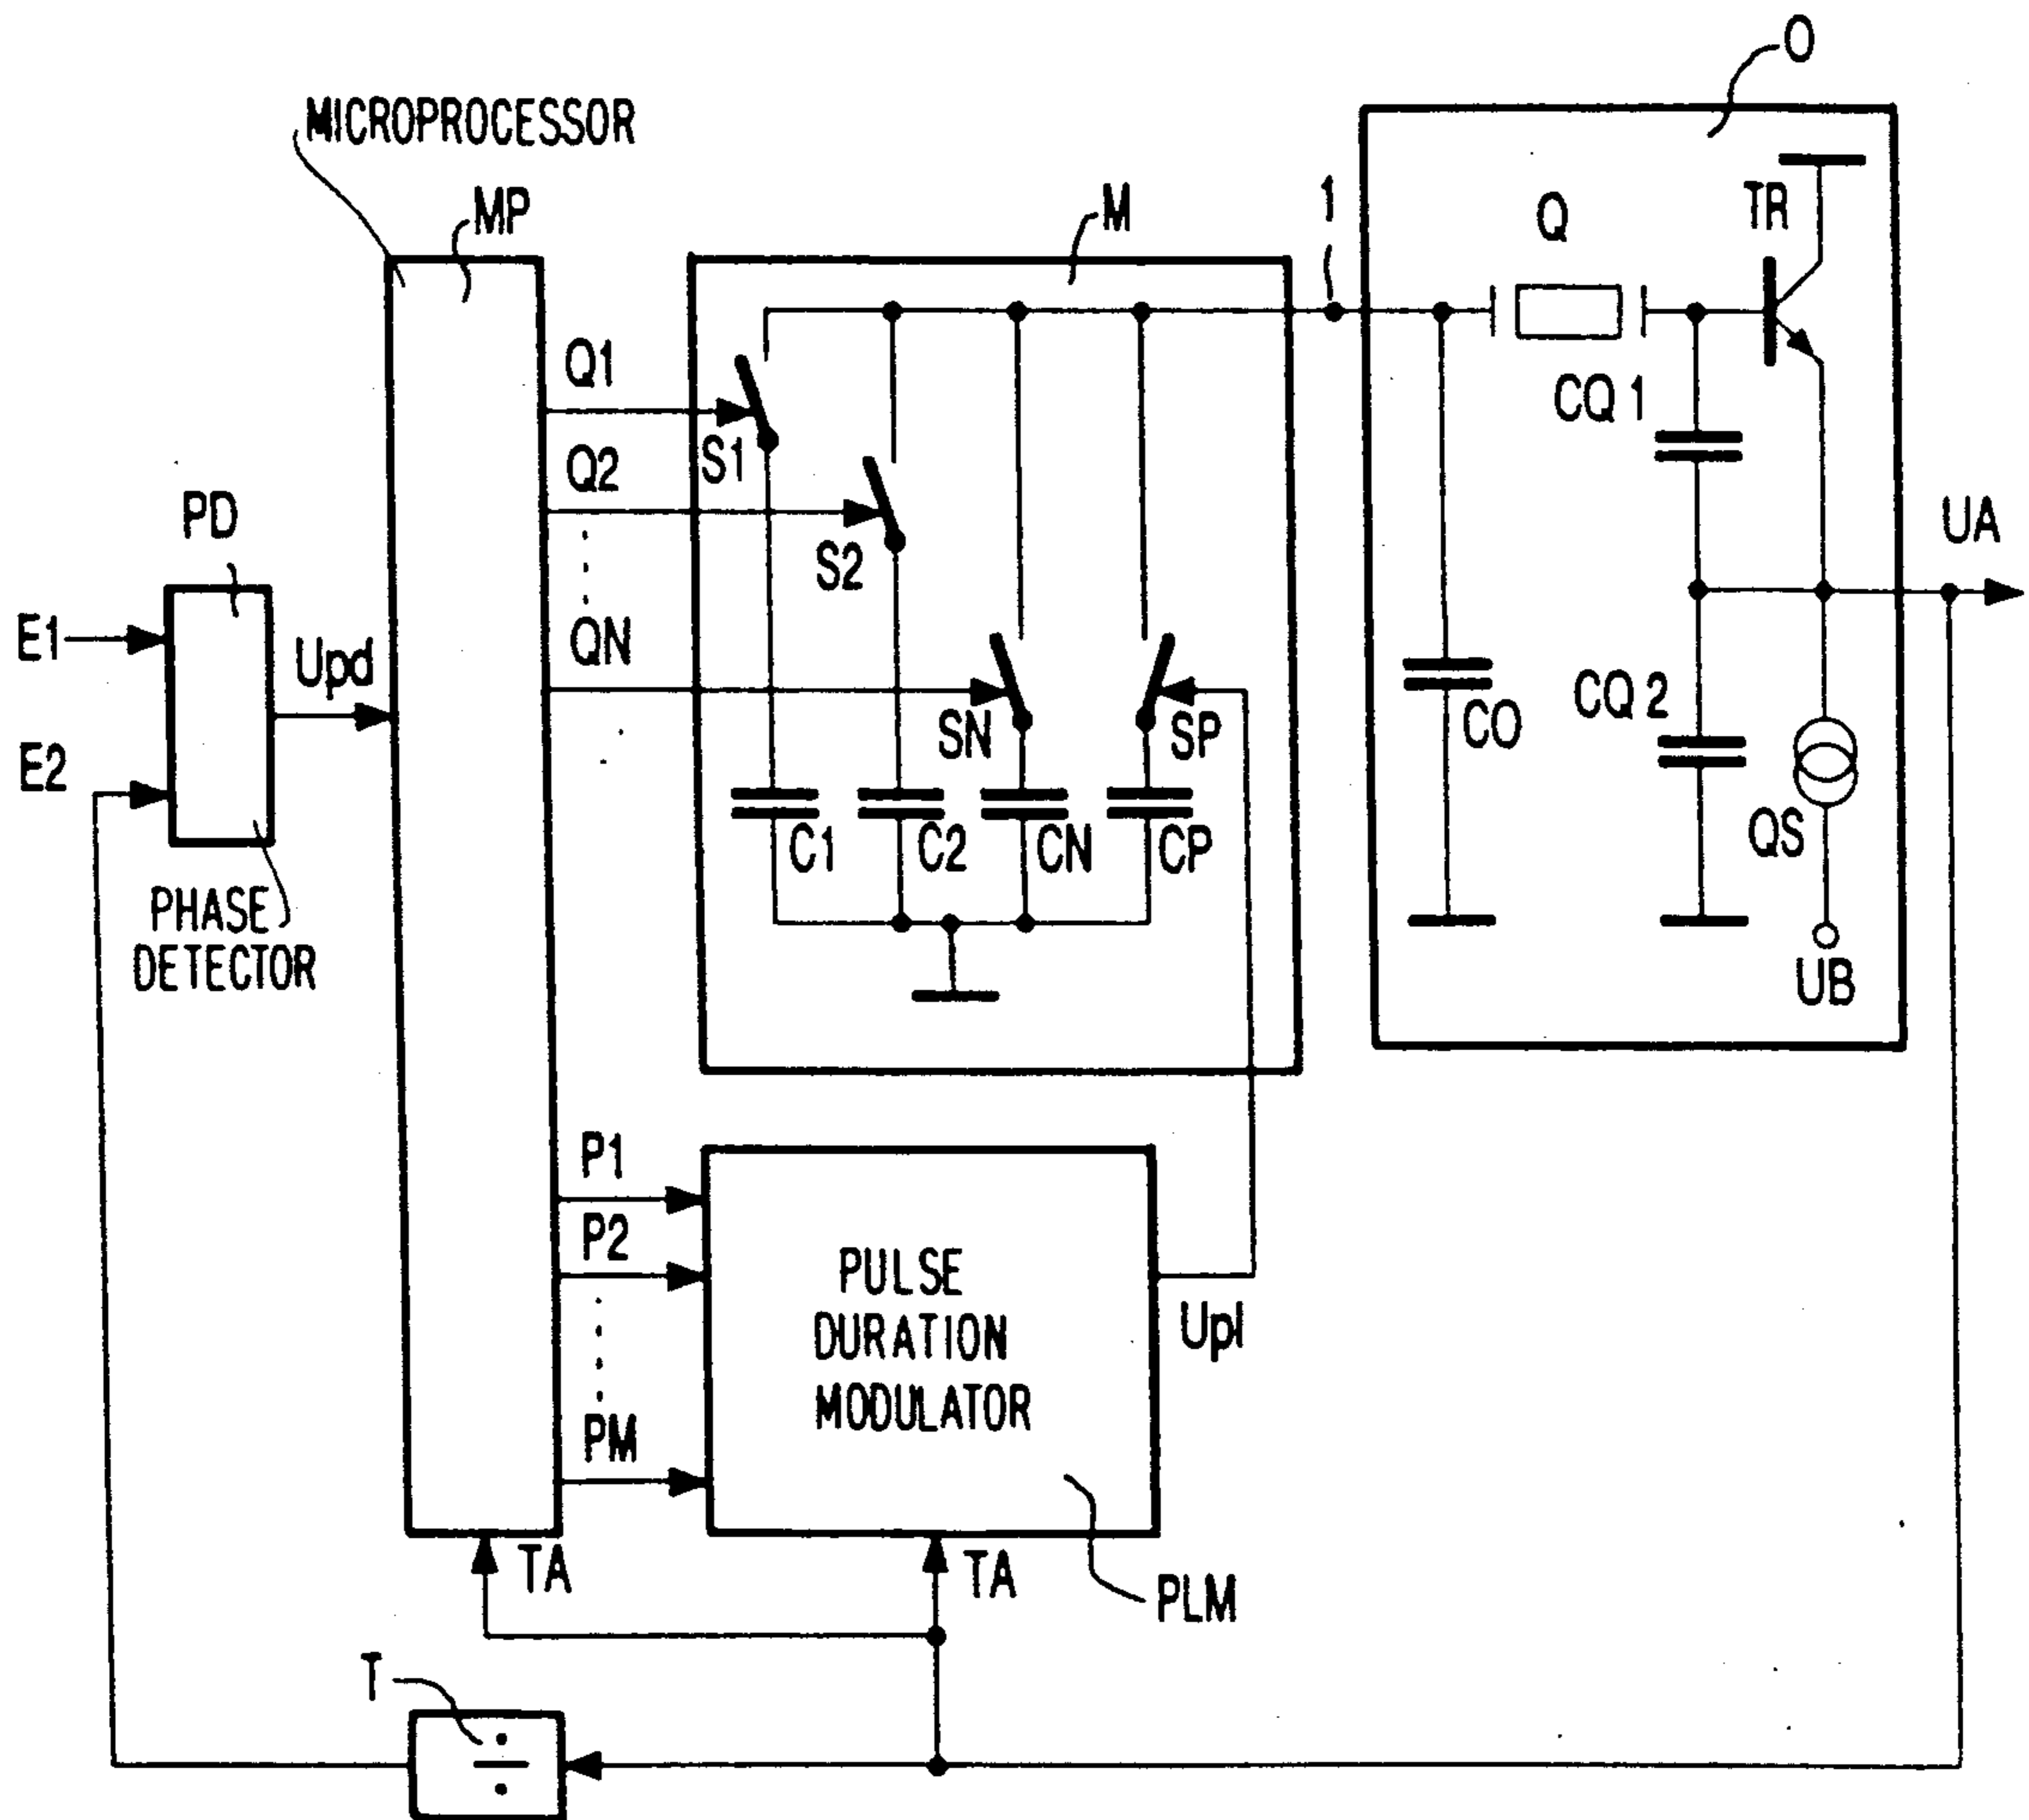 O
MICROPROCESSOR
MP
M
1
Q
TR
Q1
CQ 1
S1
Q2
PD
S2
UA
QN
E1
Upd
SN
SP
CO
CQ 2
E2
C1
C2
CN
CP
QS
PHASE
DETECTOR
UB
P1
P2
PULSE
DURATION
MODULATOR
Upl
PM
TA
TA
PLM
T